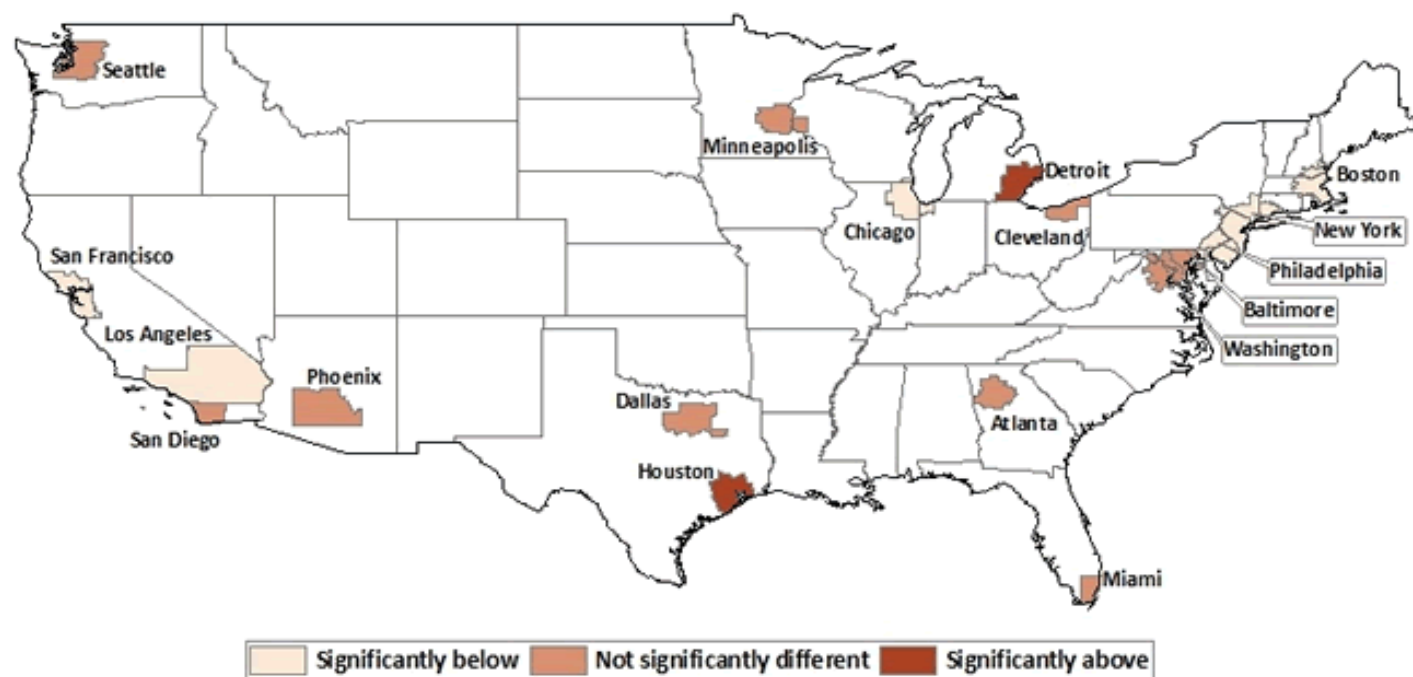 Seattle
Minneapolis
Detroit
Boston
Chicago
Cleveland
New York
San Francisco
Philadelphia
Baltimore
Los Angeles
Washington
Phoenix
Dallas
Atlanta
San Diego
Houston
Miami
Significantly below
Not significantly different
Significantly above